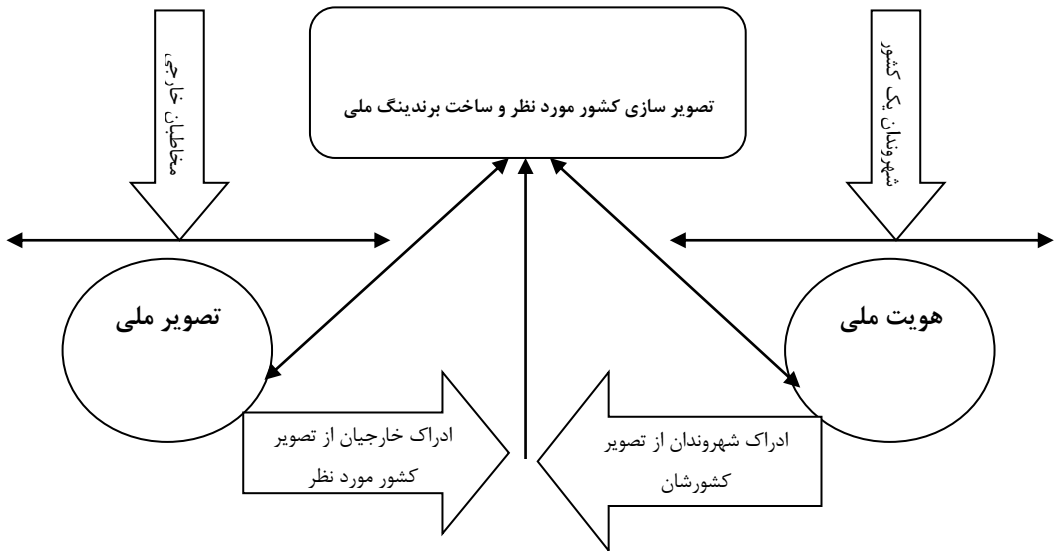 تصویر سازی کشور مورد نظر و ساخت برندینگ ملی
شهروندان یک کشور
مخاطبان خارجی
هویت ملی
تصویر ملی
ادراک شهروندان از تصویر
کشورشان
ادراک خارجیان از تصویر
کشور مورد نظر